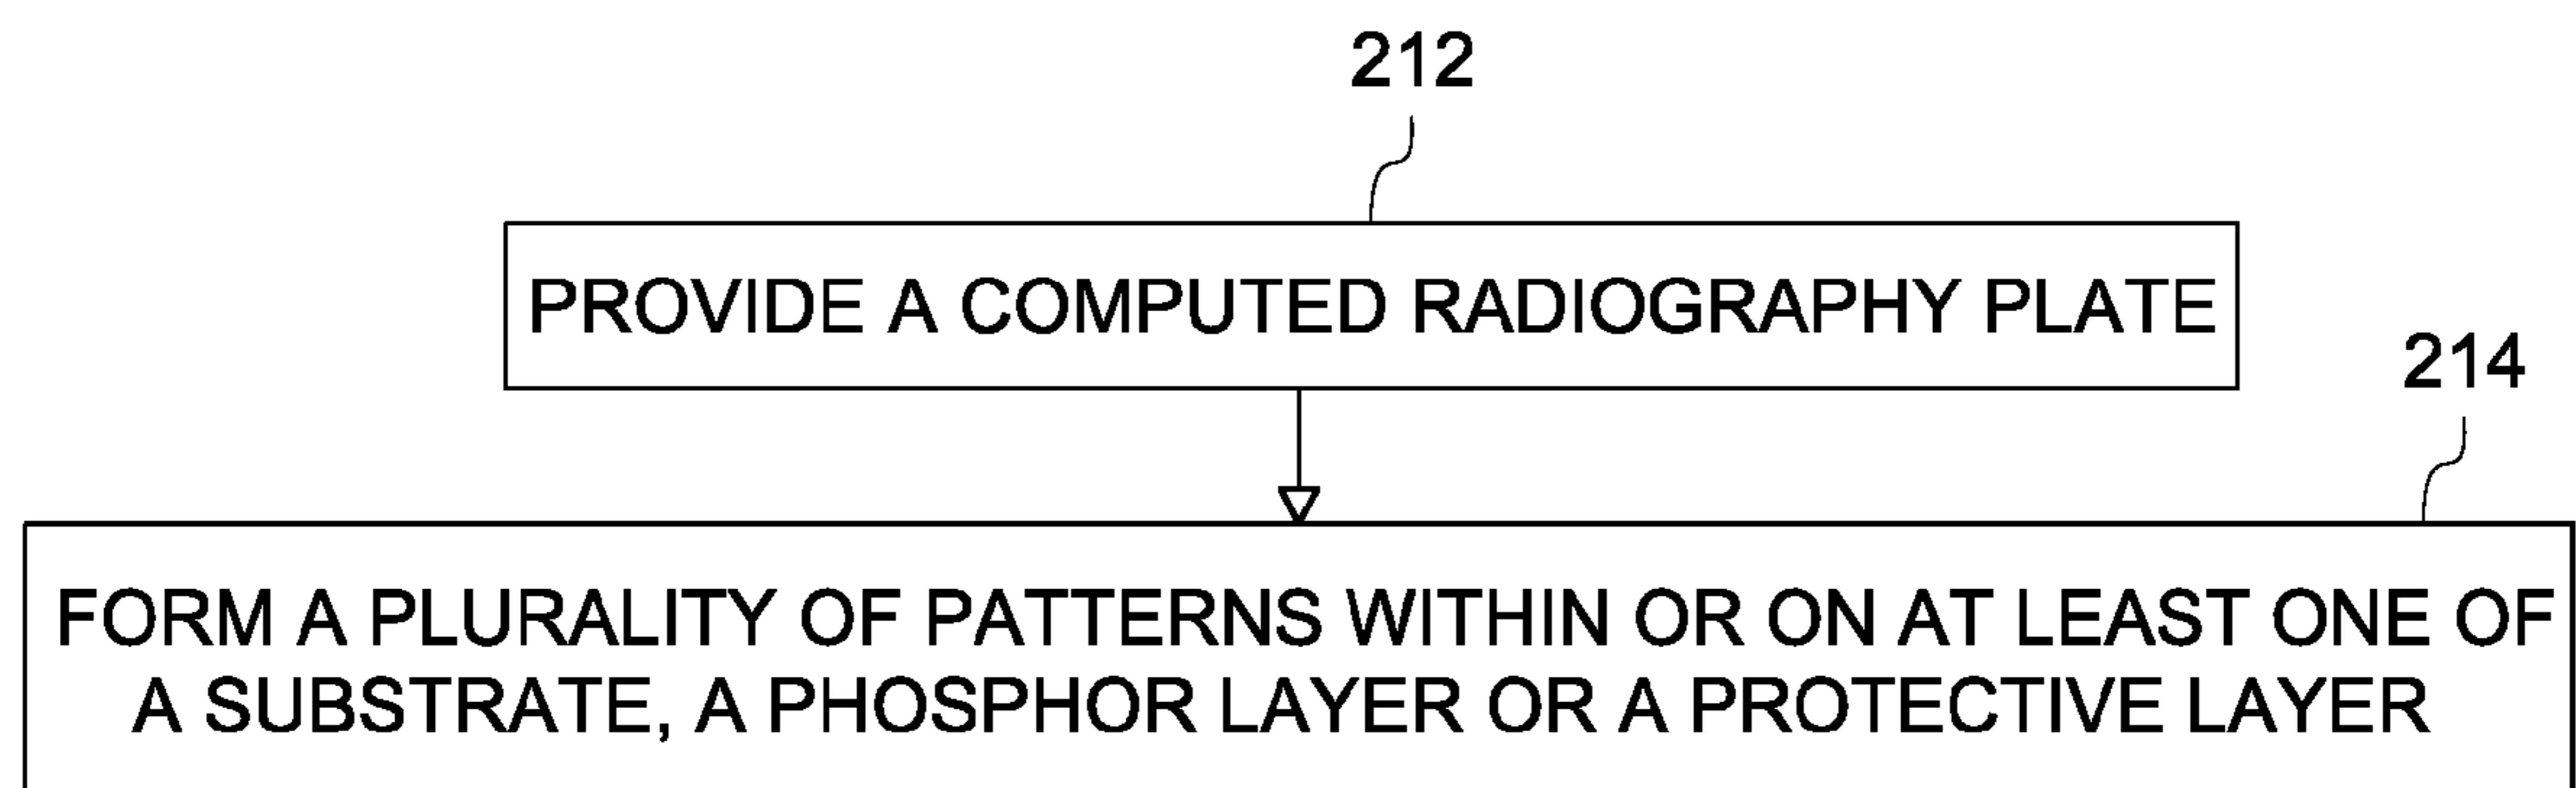 212
PROVIDE A COMPUTED RADIOGRAPHY PLATE
214
FORM A PLURALITY OF PATTERNS WITHIN OR ON AT LEAST ONE OF
A SUBSTRATE, A PHOSPHOR LAYER OR A PROTECTIVE LAYER